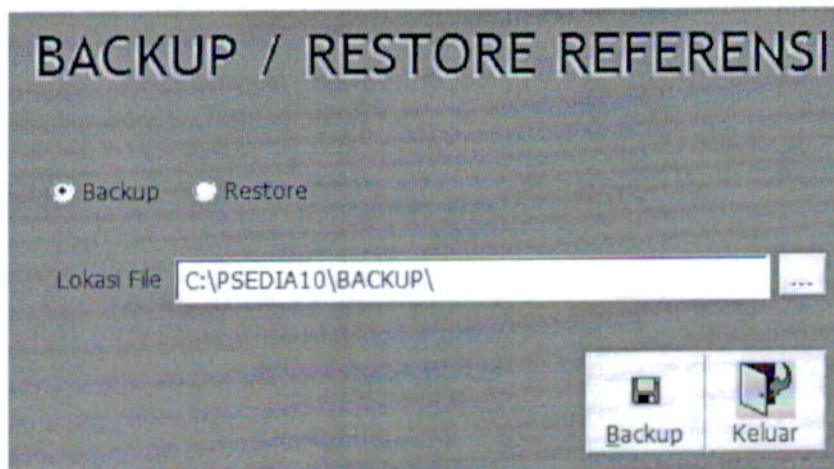 BACKUP / RESTORE REFERENSI
Backup Restore
Lokasi File C:\PSEDIA10\BACKUP\ ...
Backup Keluar